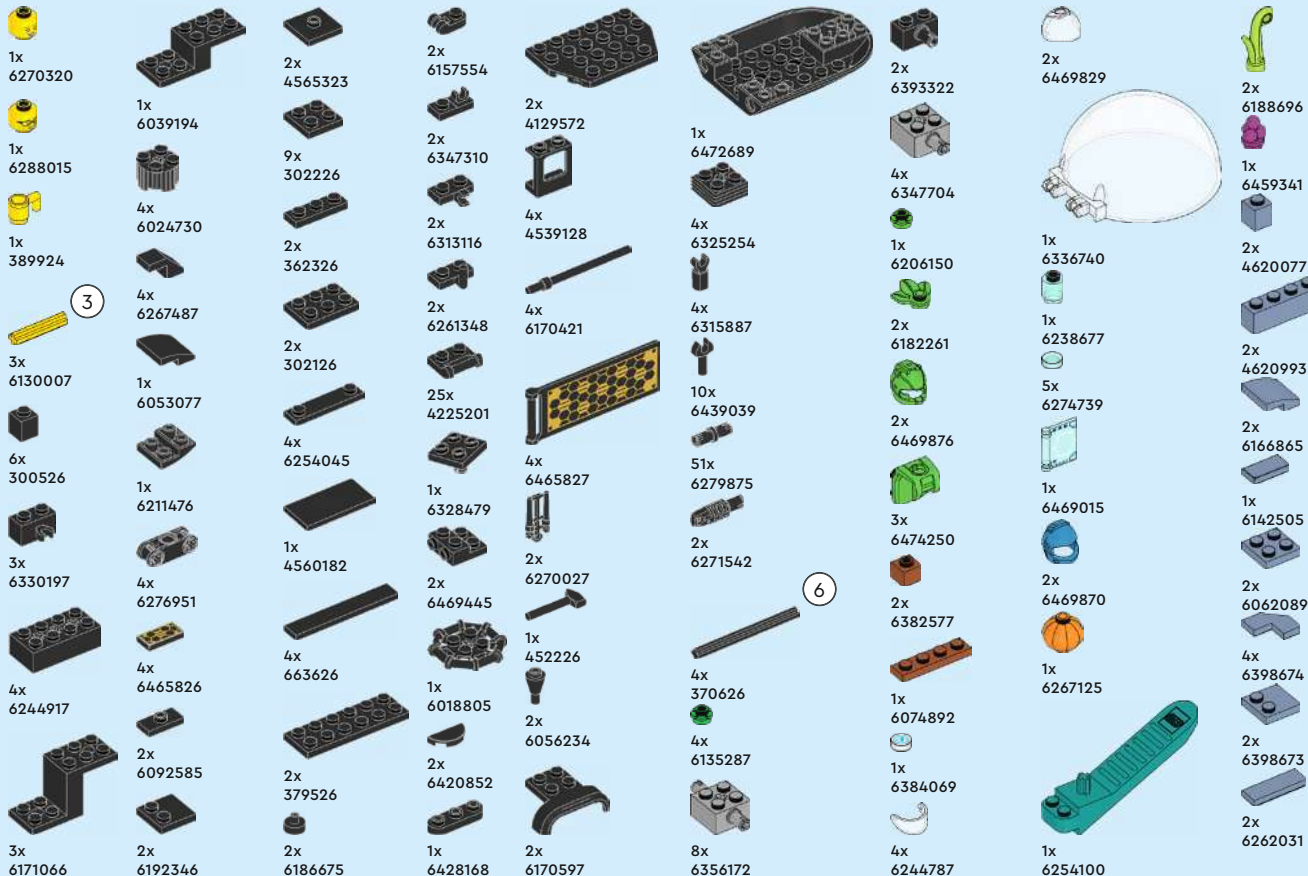 1x
6270320
1x
6288015
1x
389924
3
3x
6130007
6x
300526
3x
6330197
4x
6244917
3x
6171066
1x
6039194
4x
6024730
4x
6267487
1x
6053077
1x
6211476
4x
6276951
4x
6465826
2x
6092585
2x
6192346
2x
4565323
9x
302226
2x
362326
2x
302126
4x
6254045
1x
4560182
4x
663626
2x
379526
2x
6186675
2x
6157554
2x
6347310
2x
6313116
2x
6261348
25x
4225201
1x
6328479
2x
6469445
1x
6018805
2x
6420852
1x
6428168
2x
4129572
4x
4539128
4x
6170421
4x
6465827
2x
6270027
1x
452226
2x
6056234
2x
6170597
1x
6472689
4x
6325254
4x
6315887
10x
6439039
51x
6279875
2x
6271542
6
4x
370626
4x
6135287
8x
6356172
2x
6393322
4x
6347704
1x
6206150
2x
6182261
2x
6469876
3x
6474250
2x
6382577
1x
6074892
1x
6384069
4x
6244787
2x
6469829
1x
6336740
1x
6238677
5x
6274739
1x
6469015
2x
6469870
1x
6267125
1x
6254100
2x
6188696
1x
6459341
2x
4620077
2x
4620993
2x
6166865
1x
6142505
2x
6062089
4x
6398674
2x
6398673
2x
6262031